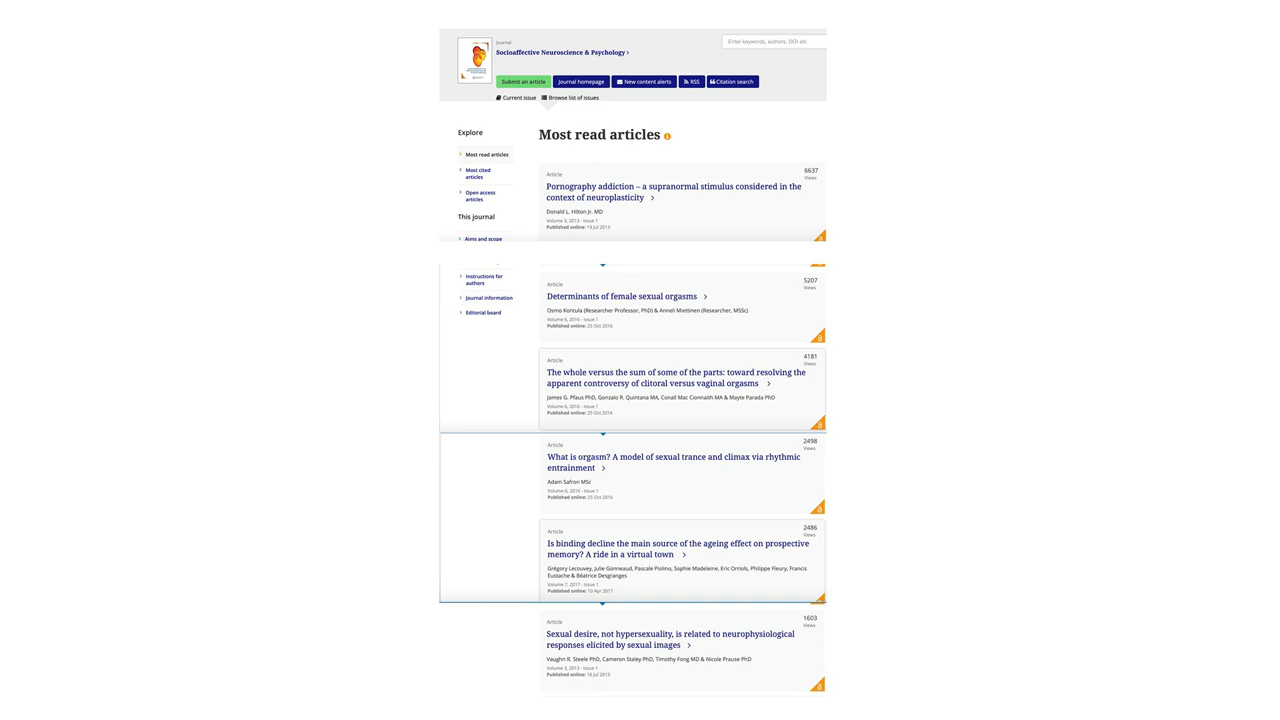 Journal
Socioaffective Neuroscience & Psychology ›
Enter keywords, authors, DOI etc
Submit an article
Journal homepage
New content alerts
RSS
Citation search
Current issue
Browse list of issues
Explore
Most read articles
Most cited
articles
Open access
articles
This journal
Aims and scope
Instructions for
authors
Journal information
Editorial board
Most read articles
Article
6637
Views
Pornography addiction – a supranormal stimulus considered in the
context of neuroplasticity
Donald L. Hilton Jr. MD
Volume 3, 2013 - Issue 1
Published online: 19 Jul 2013
Article
5207
Views
Determinants of female sexual orgasms
Osmo Kontula (Researcher Professor, PhD) & Anneli Miettinen (Researcher, MSSc)
Volume 6, 2016 - Issue 1
Published online: 25 Oct 2016
Article
4181
Views
The whole versus the sum of some of the parts: toward resolving the
apparent controversy of clitoral versus vaginal orgasms
James G. Pfaus PhD, Gonzalo R. Quintana MA, Conall Mac Cionnaith MA & Mayte Parada PhD
Volume 6, 2016 - Issue 1
Published online: 25 Oct 2016
Article
2498
Views
What is orgasm? A model of sexual trance and climax via rhythmic
entrainment
Adam Safron MSc
Volume 6, 2016 - Issue 1
Published online: 25 Oct 2016
Article
2486
Views
Is binding decline the main source of the ageing effect on prospective
memory? A ride in a virtual town
Grégory Lecouvey, Julie Gonneaud, Pascale Piolino, Sophie Madeleine, Eric Orriols, Philippe Fleury, Francis
Eustache & Béatrice Desgranges
Volume 7, 2017 - Issue 1
Published online: 10 Apr 2017
Article
1603
Views
Sexual desire, not hypersexuality, is related to neurophysiological
responses elicited by sexual images
Vaughn R. Steele PhD, Cameron Staley PhD, Timothy Fong MD & Nicole Prause PhD
Volume 3, 2013 - Issue 1
Published online: 16 Jul 2013